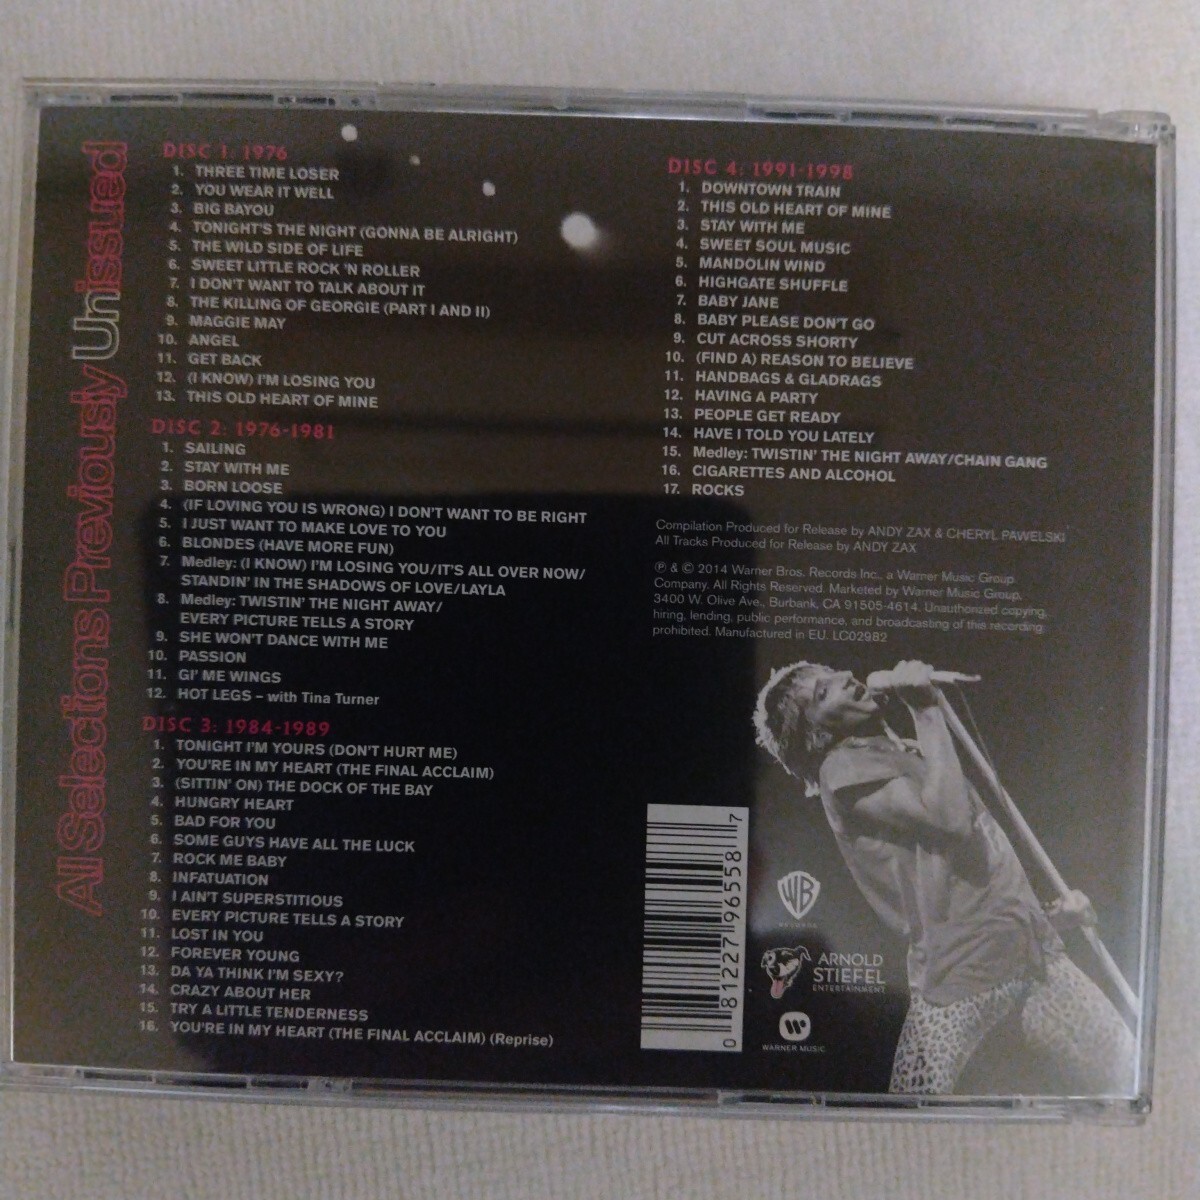 All Selections Previously Unissued
DISC 1: 1976
1. THREE TIME LOSER
2. YOU WEAR IT WELL
3. BIG BAYOU
4. TONIGHT'S THE NIGHT (GONNA BE ALRIGHT)
5. THE WILD SIDE OF LIFE
6. SWEET LITTLE ROCK 'N ROLLER
7. I DON'T WANT TO TALK ABOUT IT
8. THE KILLING OF GEORGIE (PART I AND II)
9. MAGGIE MAY
10. ANGEL
11. GET BACK
12. (I KNOW) I'M LOSING YOU
13. THIS OLD HEART OF MINE
DISC 2: 1976-1981
1. SAILING
2. STAY WITH ME
3. BORN LOOSE
4. (IF LOVING YOU IS WRONG) I DON'T WANT TO BE RIGHT
5. I JUST WANT TO MAKE LOVE TO YOU
6. BLONDES (HAVE MORE FUN)
7. Medley: (I KNOW) I'M LOSING YOU/IT'S ALL OVER NOW/
STANDIN' IN THE SHADOWS OF LOVE/LAYLA
8. Medley: TWISTIN' THE NIGHT AWAY/
EVERY PICTURE TELLS A STORY
9. SHE WON'T DANCE WITH ME
10. PASSION
11. GI' ME WINGS
12. HOT LEGS – with Tina Turner
DISC 3: 1984-1989
1. TONIGHT I'M YOURS (DON'T HURT ME)
2. YOU'RE IN MY HEART (THE FINAL ACCLAIM)
3. (SITTIN' ON) THE DOCK OF THE BAY
4. HUNGRY HEART
5. BAD FOR YOU
6. SOME GUYS HAVE ALL THE LUCK
7. ROCK ME BABY
8. INFATUATION
9. I AIN'T SUPERSTITIOUS
10. EVERY PICTURE TELLS A STORY
11. LOST IN YOU
12. FOREVER YOUNG
13. DA YA THINK I'M SEXY?
14. CRAZY ABOUT HER
15. TRY A LITTLE TENDERNESS
16. YOU'RE IN MY HEART (THE FINAL ACCLAIM) (Reprise)
DISC 4: 1991-1998
1. DOWNTOWN TRAIN
2. THIS OLD HEART OF MINE
3. STAY WITH ME
4. SWEET SOUL MUSIC
5. MANDOLIN WIND
6. HIGHGATE SHUFFLE
7. BABY JANE
8. BABY PLEASE DON'T GO
9. CUT ACROSS SHORTY
10. (FIND A) REASON TO BELIEVE
11. HANDBAGS & GLADRAGS
12. HAVING A PARTY
13. PEOPLE GET READY
14. HAVE I TOLD YOU LATELY
15. Medley: TWISTIN' THE NIGHT AWAY/CHAIN GANG
16. CIGARETTES AND ALCOHOL
17. ROCKS
Compilation Produced for Release by ANDY ZAX & CHERYL PAWELSKI
All Tracks Produced for Release by ANDY ZAX
℗ & © 2014 Warner Bros. Records Inc., a Warner Music Group
Company. All Rights Reserved. Marketed by Warner Music Group,
3400 W. Olive Ave., Burbank, CA 91505-4614. Unauthorized copying,
hiring, lending, public performance, and broadcasting of this recording
prohibited. Manufactured in EU. LC02982
0 81227 96558 7
WB
RECORDS
ARNOLD
STIEFEL
ENTERTAINMENT
WARNER MUSIC